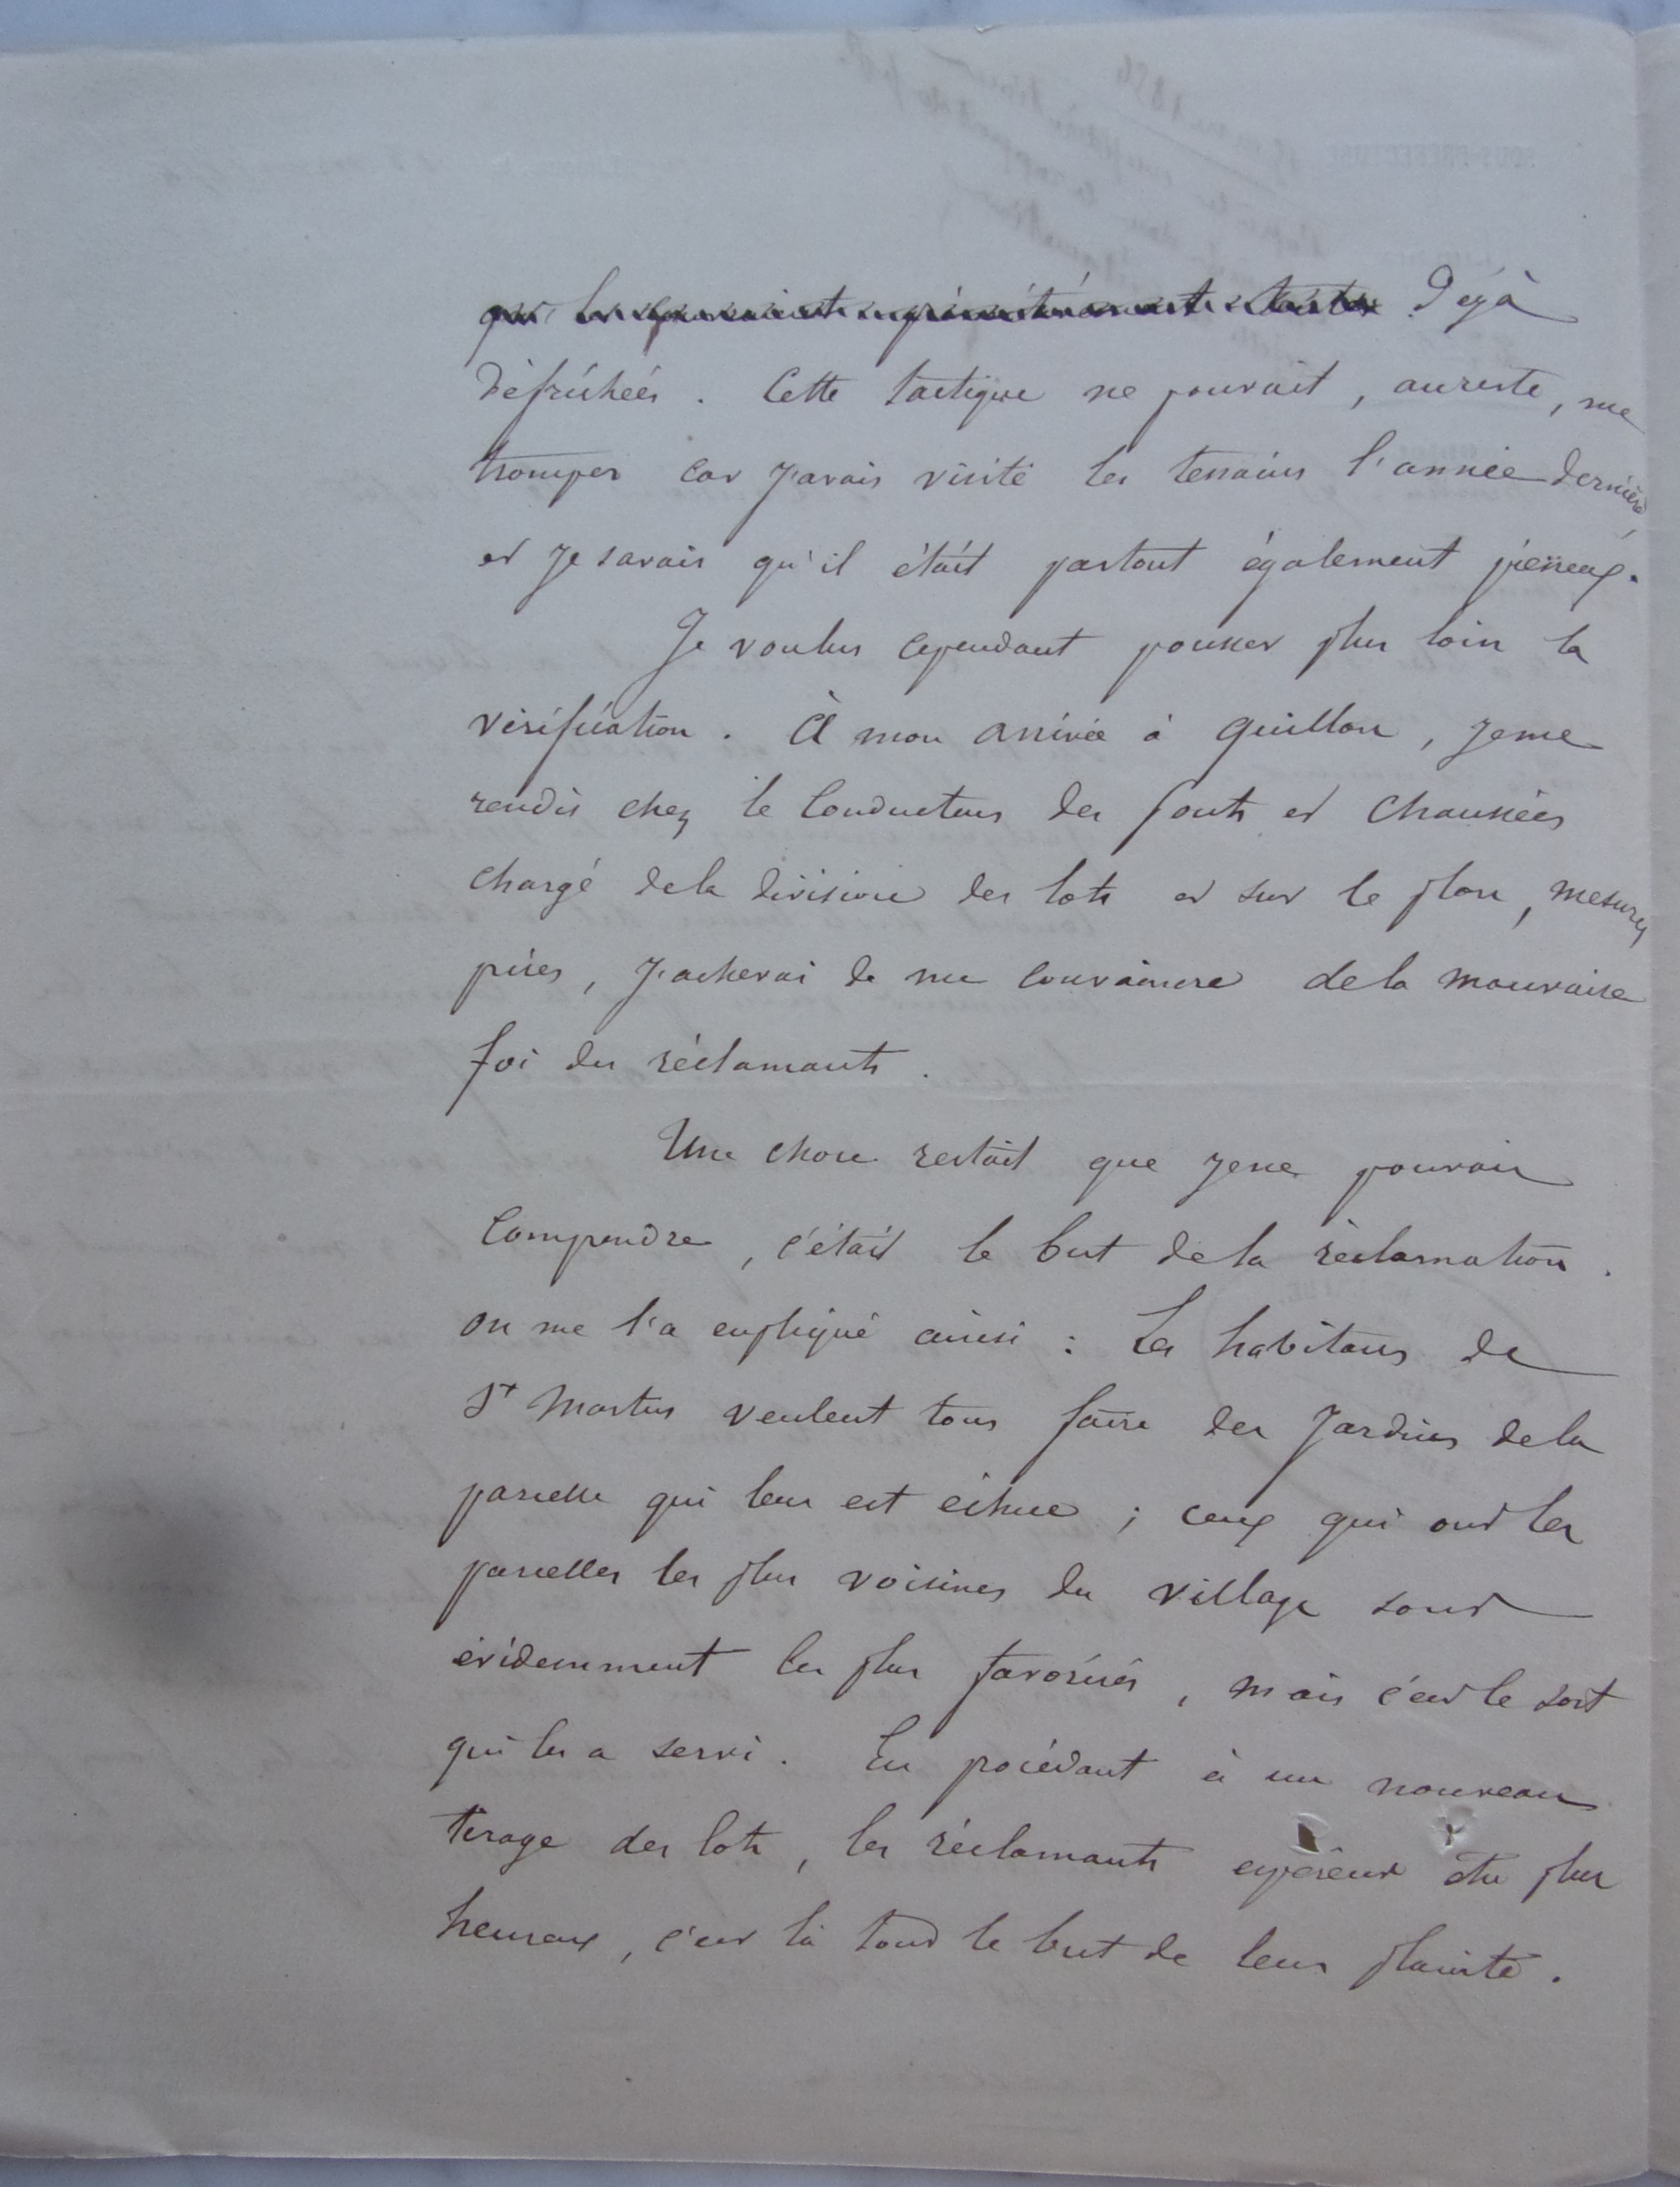 Déjà
défrichées. Cette tactique ne pouvait, aureste, me
tromper car j'avais visité les terrains l'année dernière,
et je savais qu'il était partout également pierreux.
Je voulus cependant pousser plus loin la
vérification. À mon arrivée à Guillon, je me
rendis chez le Conducteur des Ponts et Chaussées
chargé de la division des lots et sur le plan, mesures
prises, j'achevai de me convaincre de la mauvaise
foi des réclamants.
Une chose restait que je ne pouvais
Comprendre, c'était le but de la réclamation.
On me l'a expliqué ainsi : Les habitans de
St Martin veulent tous faire des Jardins de la
parcelle qui leur est échue ; ceux qui ont les
parcelles les plus voisines du village sont
évidemment les plus favorisés, mais c'est le sort
qui les a servi. En procédant à un nouveau
tirage des lots, les réclamants espèrent être plus
heureux, c'est là tout le but de leur plainte.